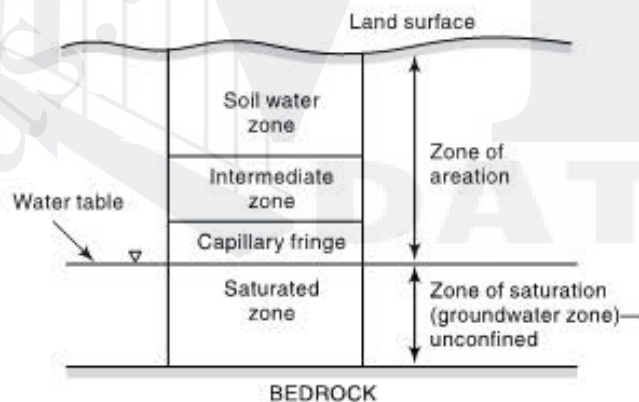 Land surface
Soil water
zone
Zone of
areation
Intermediate
zone
Water table
Capillary fringe
Saturated
zone
Zone of saturation
(groundwater zone)—
unconfined
BEDROCK
DAT